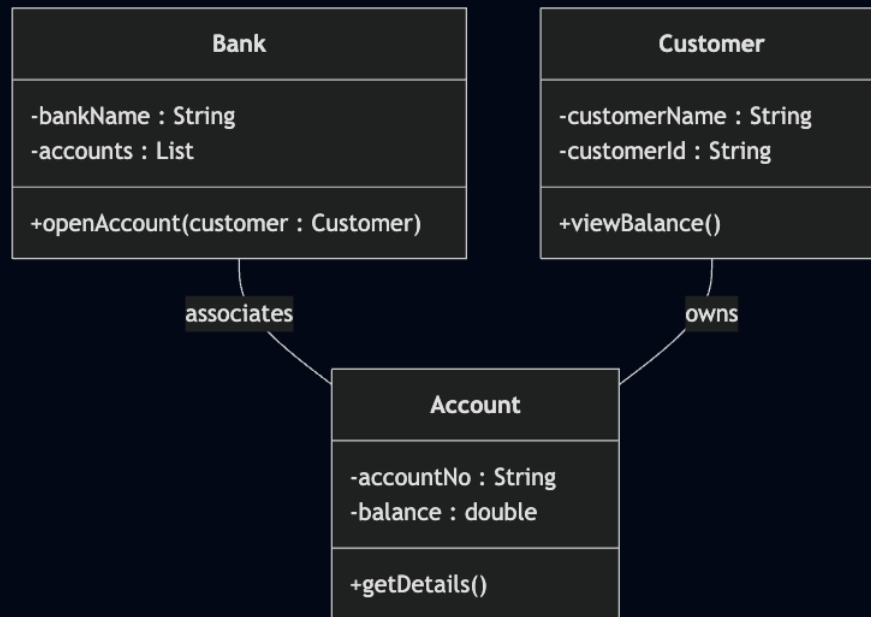 Bank
-bankName : String
-accounts : List
+openAccount(customer : Customer)
Customer
-customerName : String
-customerId : String
+viewBalance()
associates
owns
Account
-accountNo : String
-balance : double
+getDetails()